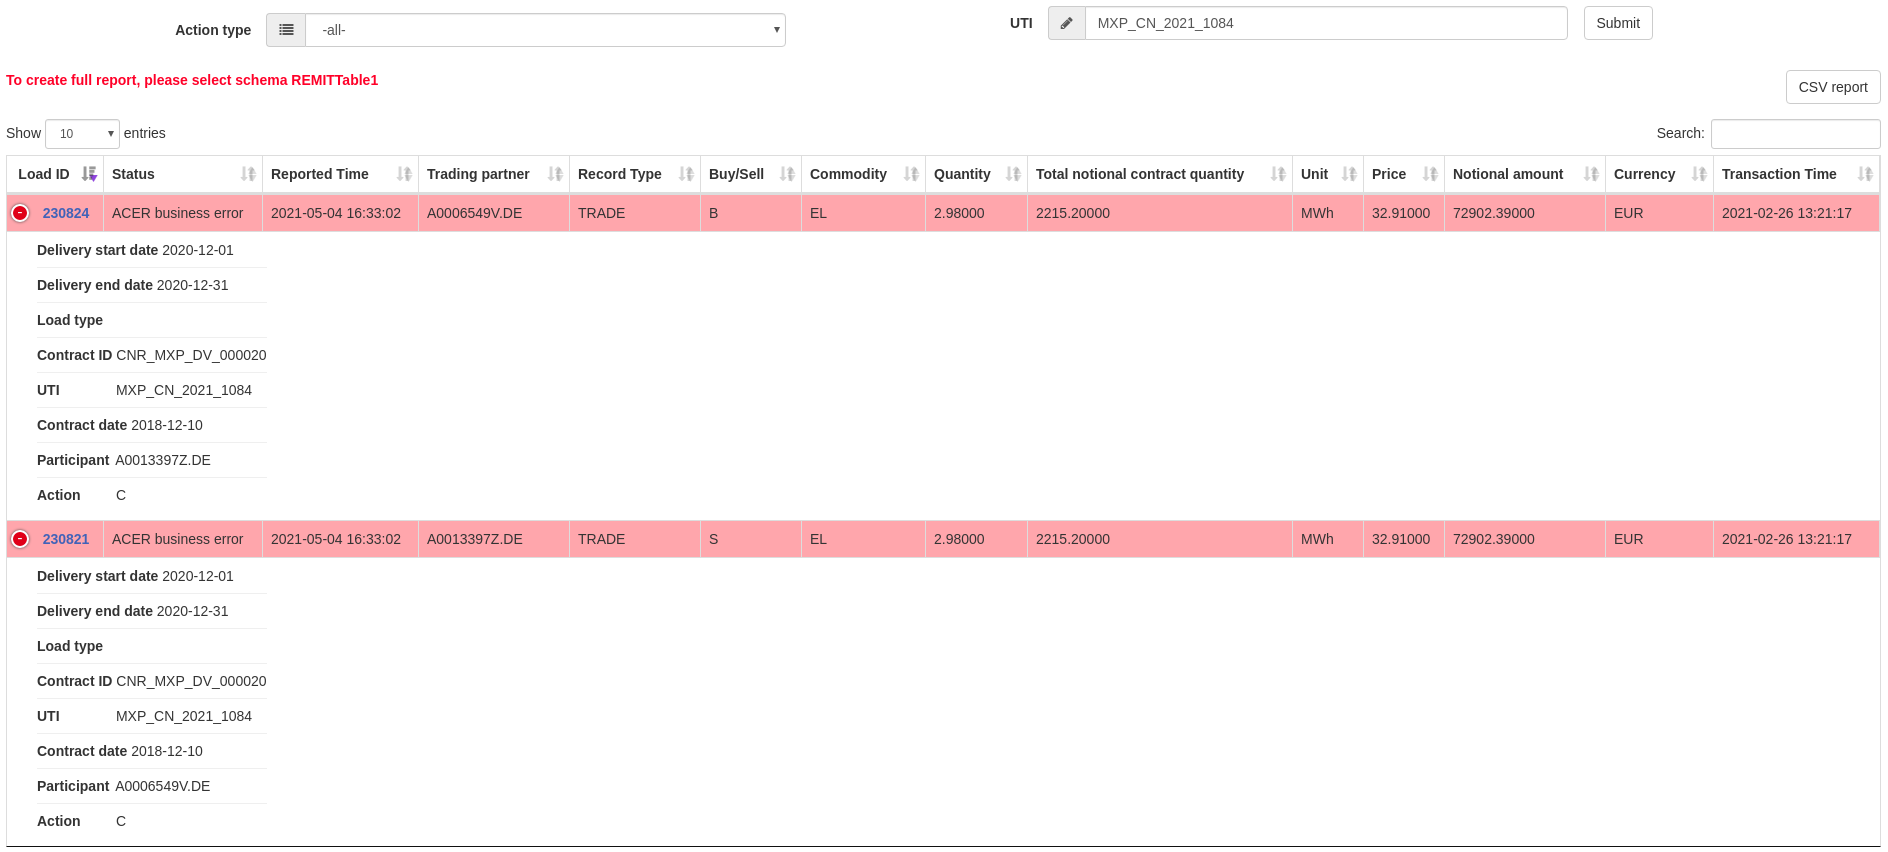 Action type -all- UTI MXP_CN_2021_1084 Submit
To create full report, please select schema REMITTable1
CSV report
Show 10 entries Search:
Load ID Status Reported Time Trading partner Record Type Buy/Sell Commodity Quantity Total notional contract quantity Unit Price Notional amount Currency Transaction Time
230824 ACER business error 2021-05-04 16:33:02 A0006549V.DE TRADE B EL 2.98000 2215.20000 MWh 32.91000 72902.39000 EUR 2021-02-26 13:21:17
Delivery start date 2020-12-01
Delivery end date 2020-12-31
Load type
Contract ID CNR_MXP_DV_000020
UTI MXP_CN_2021_1084
Contract date 2018-12-10
Participant A0013397Z.DE
Action C
230821 ACER business error 2021-05-04 16:33:02 A0013397Z.DE TRADE S EL 2.98000 2215.20000 MWh 32.91000 72902.39000 EUR 2021-02-26 13:21:17
Delivery start date 2020-12-01
Delivery end date 2020-12-31
Load type
Contract ID CNR_MXP_DV_000020
UTI MXP_CN_2021_1084
Contract date 2018-12-10
Participant A0006549V.DE
Action C